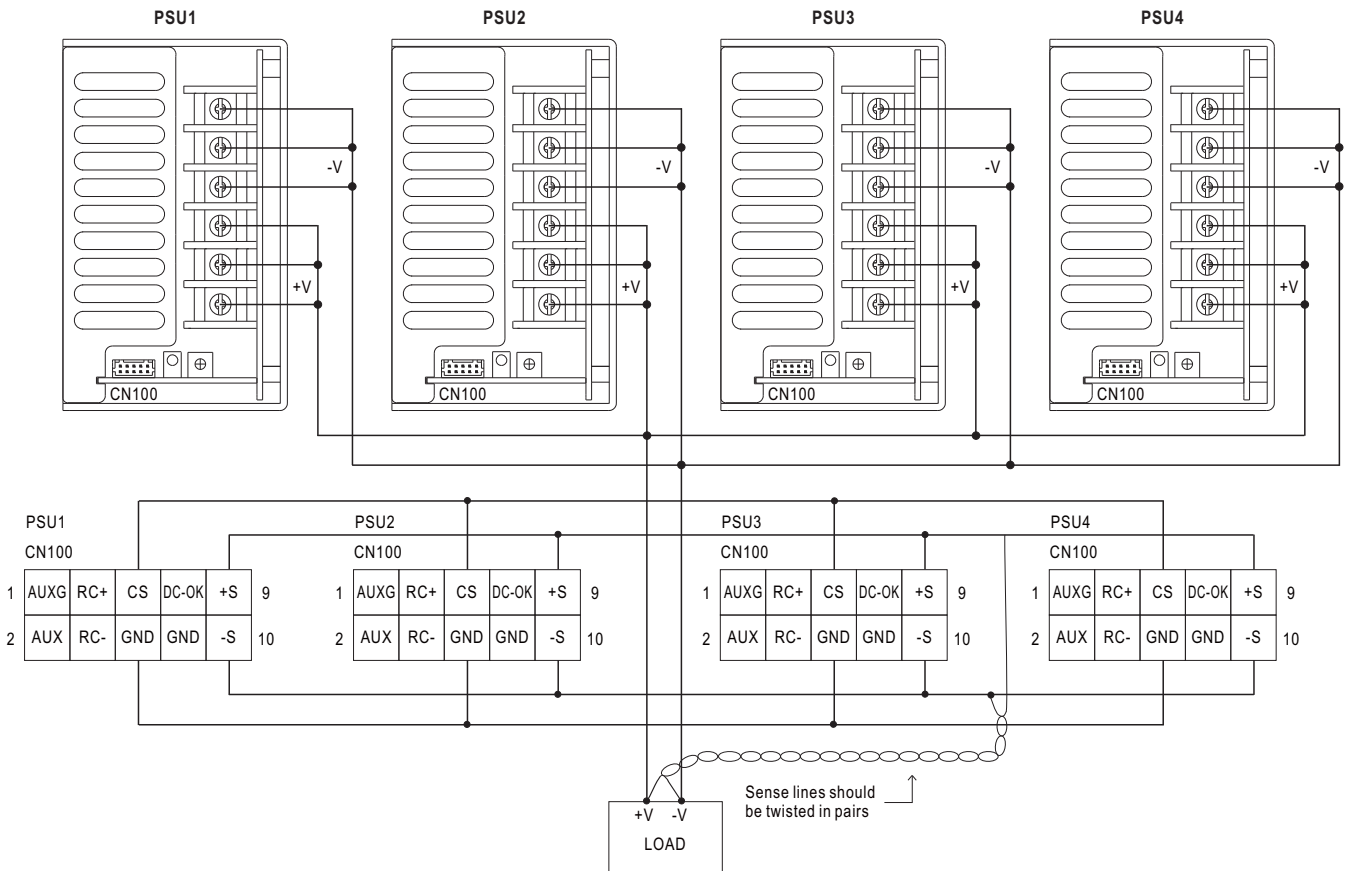 PSU1 PSU2 PSU3 PSU4
-V -V -V -V
+V +V +V +V
CN100 CN100 CN100 CN100
PSU1 PSU2 PSU3 PSU4
CN100 CN100 CN100 CN100
1 AUXG RC+ CS DC-OK +S 9 1 AUXG RC+ CS DC-OK +S 9 1 AUXG RC+ CS DC-OK +S 9 1 AUXG RC+ CS DC-OK +S 9
2 AUX RC- GND GND -S 10 2 AUX RC- GND GND -S 10 2 AUX RC- GND GND -S 10 2 AUX RC- GND GND -S 10
Sense lines should
be twisted in pairs
+V -V
LOAD